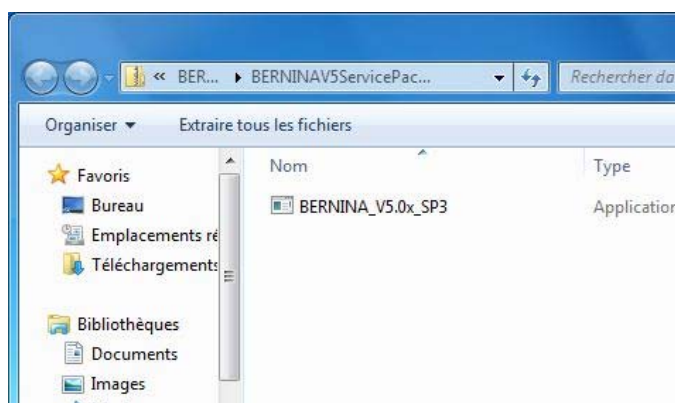 « BER... ▸ BERNINAV5ServicePac...
Rechercher da
Organiser
Extraire tous les fichiers
Favoris
Bureau
Emplacements ré
Téléchargements
Bibliothèques
Documents
Images
Nom
Type
BERNINA_V5.0x_SP3
Application